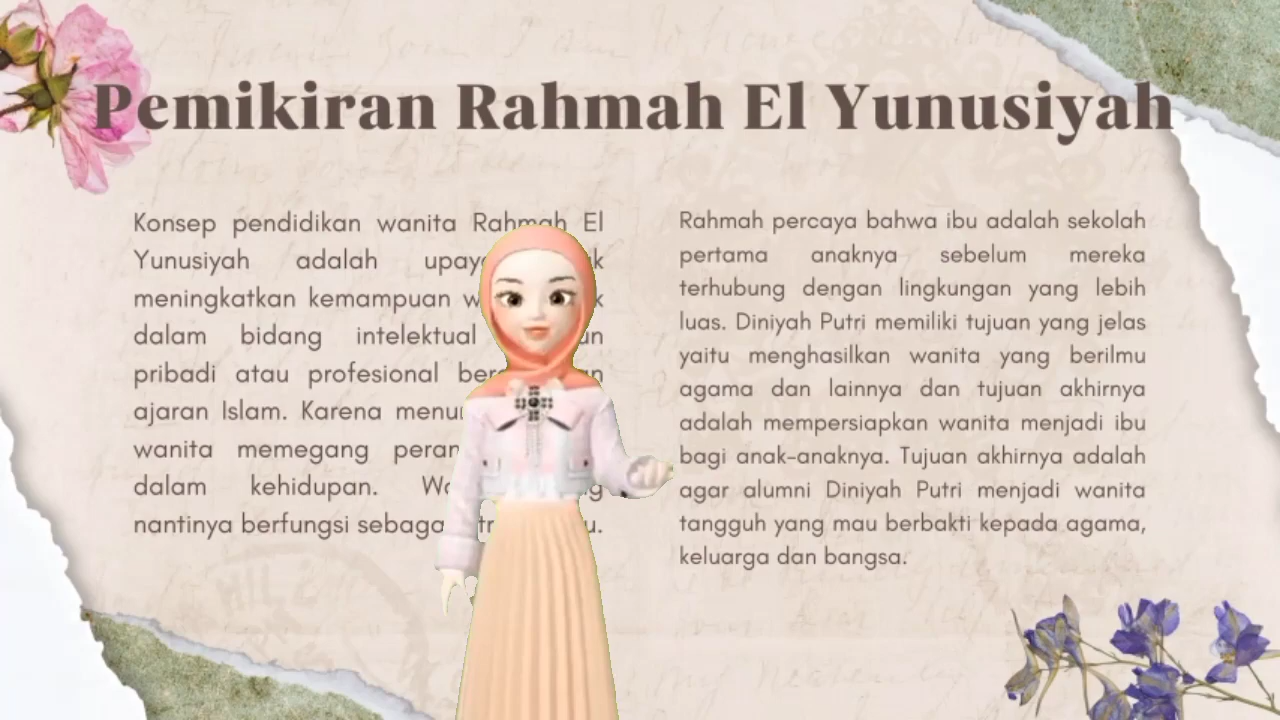 Pemikiran Rahmah El Yunusiyah
Konsep pendidikan wanita Rahmah El
Yunusiyah adalah
meningkatkan kemampuan
dalam bidang intelektual
pribadi atau profesional
ajaran Islam. Karena
wanita memegang
dalam kehidupan.
nantinya berfungsi
Rahmah percaya bahwa ibu adalah sekolah
pertama anaknya sebelum mereka
terhubung dengan lingkungan yang lebih
luas. Diniyah Putri memiliki tujuan yang jelas
yaitu menghasilkan wanita yang berilmu
agama dan lainnya dan tujuan akhirnya
adalah mempersiapkan wanita menjadi ibu
bagi anak-anaknya. Tujuan akhirnya adalah
agar alumni Diniyah Putri menjadi wanita
tangguh yang mau berbakti kepada agama,
keluarga dan bangsa.